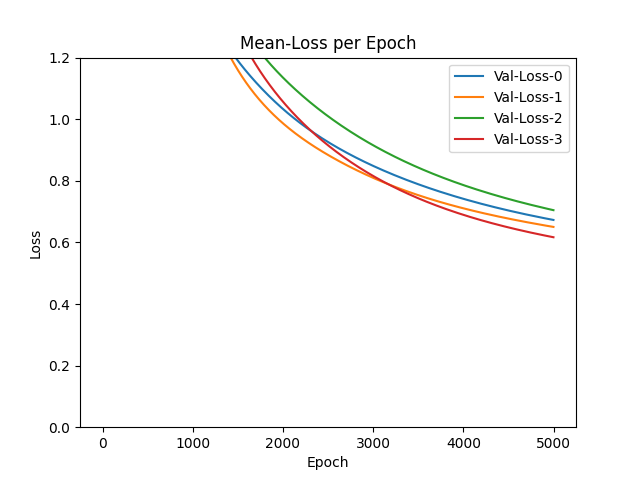 Mean-Loss per Epoch
Val-Loss-0
Val-Loss-1
Val-Loss-2
Val-Loss-3
1.2
1.0
0.8
0.6
0.4
0.2
0.0
Loss
0 1000 2000 3000 4000 5000
Epoch